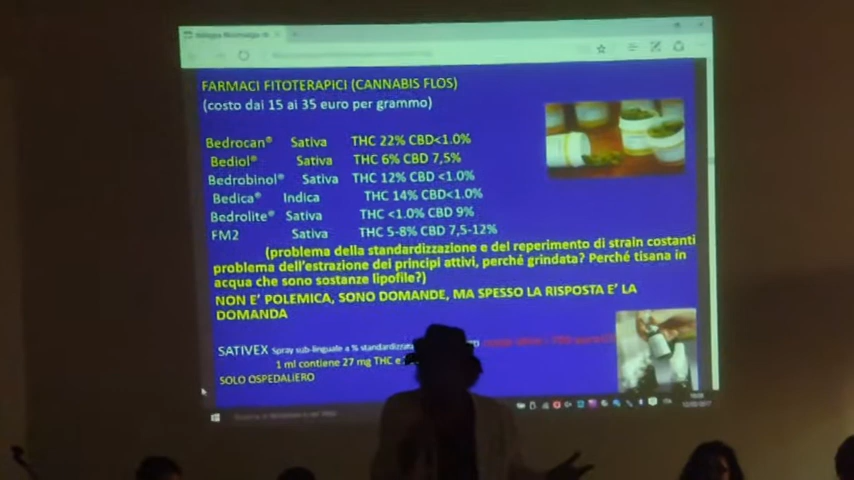 FARMACI FITOTERAPICI (CANNABIS FLOS)
(costo dai 15 ai 35 euro per grammo)
Bedrocan® Sativa THC 22% CBD<1.0%
Bediol® Sativa THC 6% CBD 7,5%
Bedrobinol® Sativa THC 12% CBD <1.0%
Bedica® Indica THC 14% CBD<1.0%
Bedrolite® Sativa THC <1.0% CBD 9%
FM2 Sativa THC 5-8% CBD 7,5-12%
(problema della standardizzazione e del reperimento di strain costanti
problema dell'estrazione dei principi attivi, perché grindata? Perché tisana in
acqua che sono sostanze lipofile?)
NON E' POLEMICA, SONO DOMANDE, MA SPESSO LA RISPOSTA E' LA
DOMANDA
SATIVEX Spray sub-linguale a % standardizzata
1 ml contiene 27 mg THC e
SOLO OSPEDALIERO